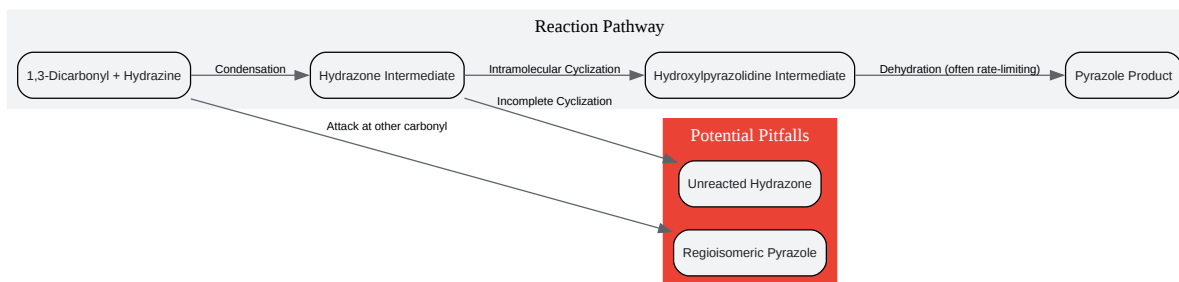 Reaction Pathway
1,3-Dicarbonyl + Hydrazine
Condensation
Hydrazone Intermediate
Intramolecular Cyclization
Hydroxylpyrazolidine Intermediate
Dehydration (often rate-limiting)
Pyrazole Product
Incomplete Cyclization
Attack at other carbonyl
Potential Pitfalls
Unreacted Hydrazone
Regioisomeric Pyrazole